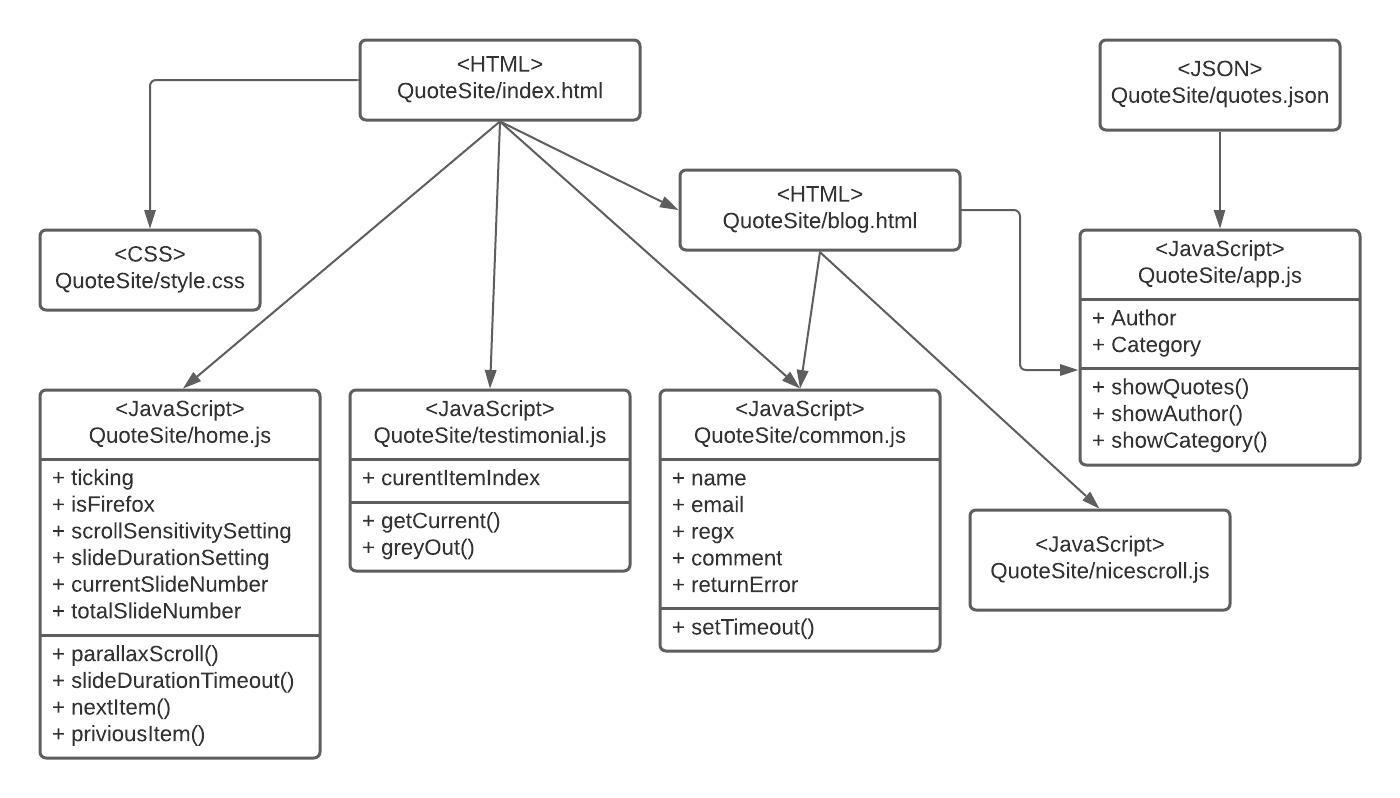 <HTML>
QuoteSite/index.html
<JSON>
QuoteSite/quotes.json
<HTML>
QuoteSite/blog.html
<CSS>
QuoteSite/style.css
<JavaScript>
QuoteSite/app.js
+ Author
+ Category
+ showQuotes()
+ showAuthor()
+ showCategory()
<JavaScript>
QuoteSite/home.js
+ ticking
+ isFirefox
+ scrollSensitivitySetting
+ slideDurationSetting
+ currentSlideNumber
+ totalSlideNumber
+ parallaxScroll()
+ slideDurationTimeout()
+ nextItem()
+ priviousItem()
<JavaScript>
QuoteSite/testimonial.js
+ curentItemIndex
+ getCurrent()
+ greyOut()
<JavaScript>
QuoteSite/common.js
+ name
+ email
+ regx
+ comment
+ returnError
+ setTimeout()
<JavaScript>
QuoteSite/nicescroll.js